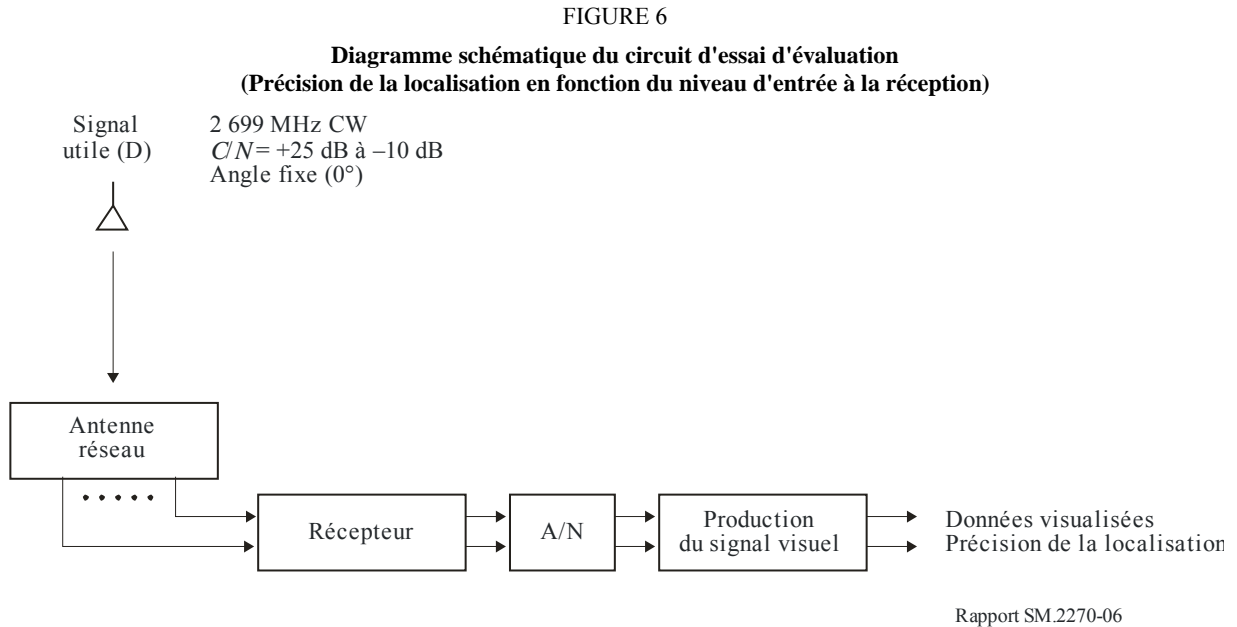 FIGURE 6
Diagramme schématique du circuit d'essai d'évaluation
(Précision de la localisation en fonction du niveau d'entrée à la réception)
Signal
utile (D)
2 699 MHz CW
C/N = +25 dB à –10 dB
Angle fixe (0°)
Antenne
réseau
Récepteur
A/N
Production
du signal visuel
Données visualisées
Précision de la localisation
Rapport SM.2270-06